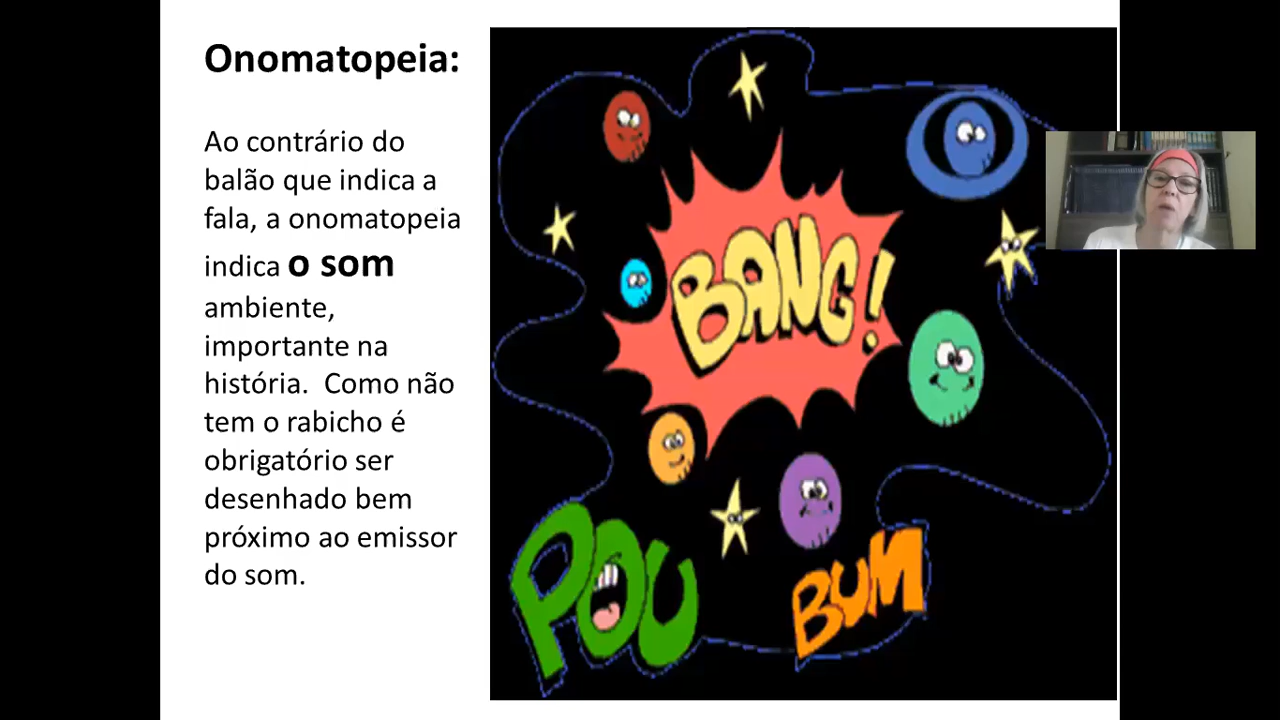 Onomatopeia:
Ao contrário do
balão que indica a
fala, a onomatopeia
indica o som
ambiente,
importante na
história.  Como não
tem o rabicho é
obrigatório ser
desenhado bem
próximo ao emissor
do som.
BANG!
POU
BUM